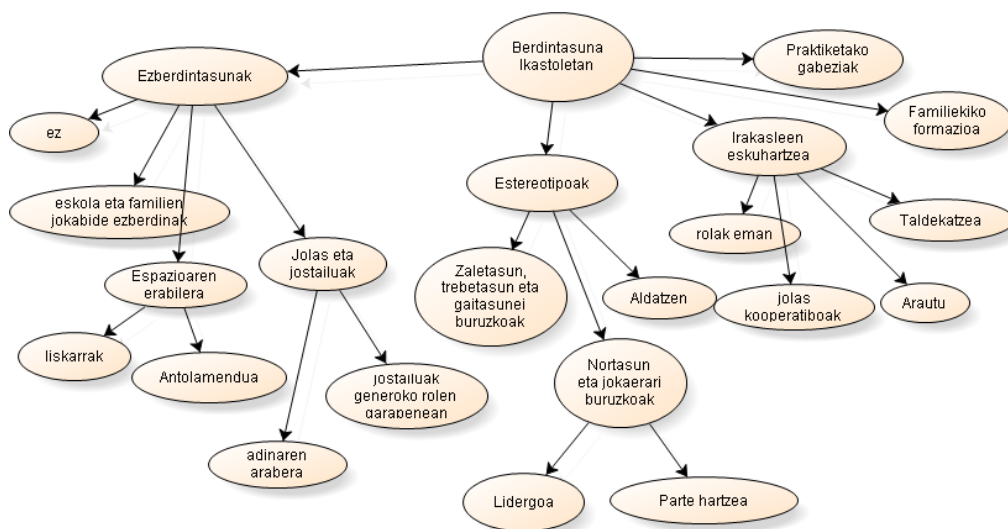 Berdintasuna
Ikastoletan
Praktiketako
gabeziak
Ezberdintasunak
Familiekiko
formazioa
ez
Irakasleen
eskuhartzea
Estereotipoak
eskola eta familien
jokabide ezberdinak
Taldekatzea
rolak eman
Jolas eta
jostailuak
Espazioaren
erabilera
Zaletasun,
trebetasun eta
gaitasunei
buruzkoak
Aldatzen
jolas
kooperatiboak
Arautu
liskarrak
Antolamendua
jostailuak
generoko rolen
garapenean
Nortasun
eta jokaerari
buruzkoak
adinaren
arabera
Lidergoa
Parte hartzea